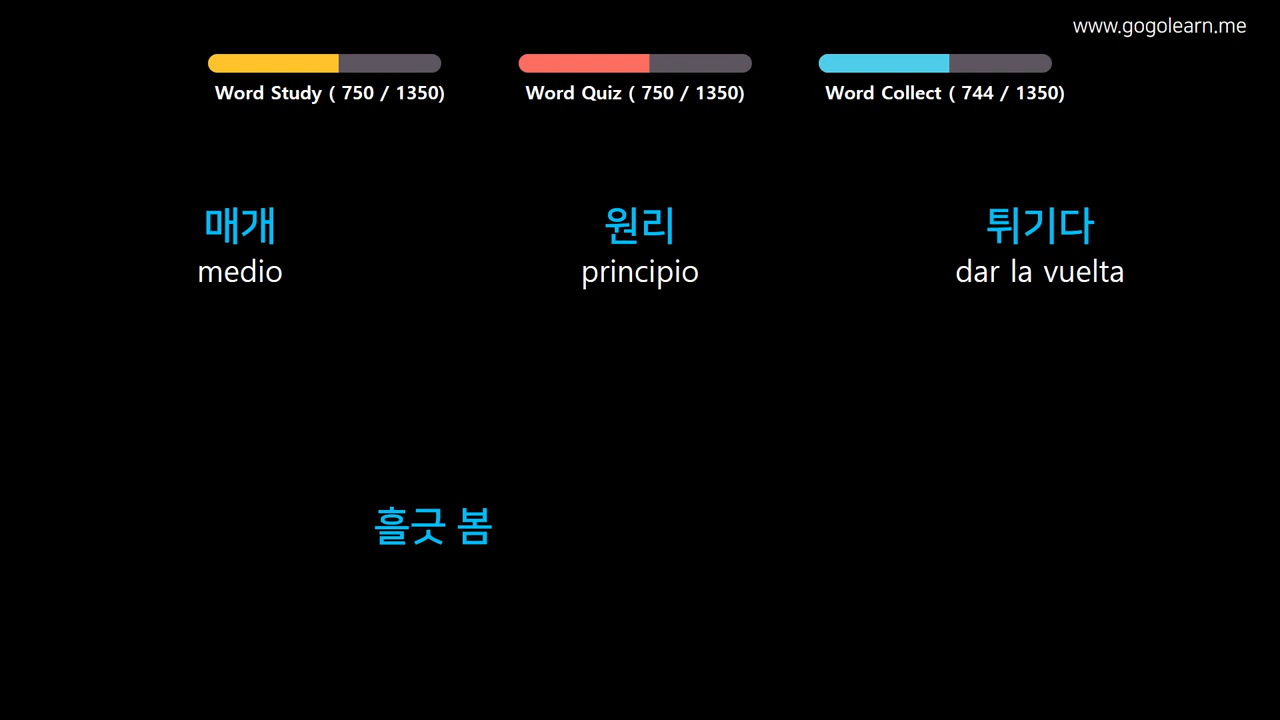 www.gogolearn.me
Word Study ( 750 / 1350)
Word Quiz ( 750 / 1350)
Word Collect ( 744 / 1350)
매개
medio
원리
principio
튀기다
dar la vuelta
흘긋 봄